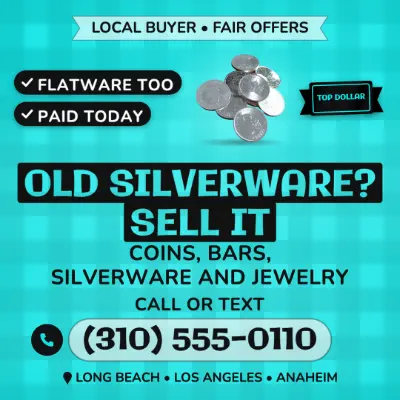 LOCAL BUYER • FAIR OFFERS
FLATWARE TOO
PAID TODAY
TOP DOLLAR
OLD SILVERWARE?
SELL IT
COINS, BARS,
SILVERWARE AND JEWELRY
CALL OR TEXT
(310) 555-0110
LONG BEACH • LOS ANGELES • ANAHEIM